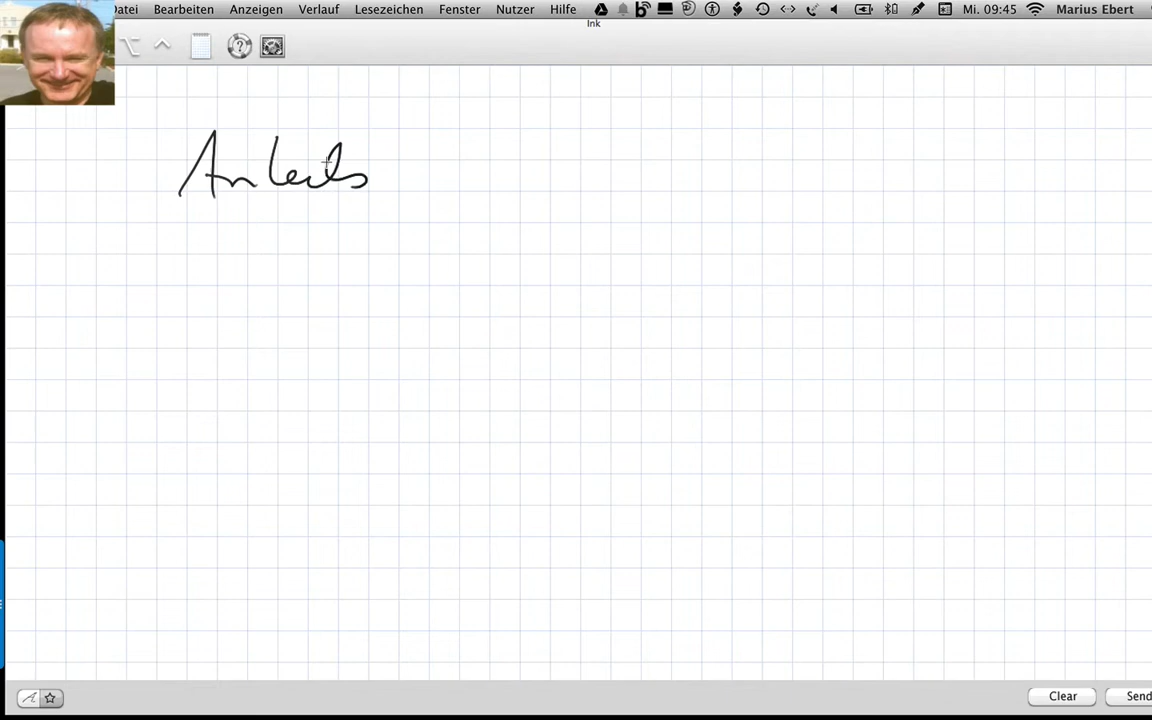 Datei Bearbeiten Anzeigen Verlauf Lesezeichen Fenster Nutzer Hilfe Mi. 09:45 Marius Ebert
Ink
Clear Send